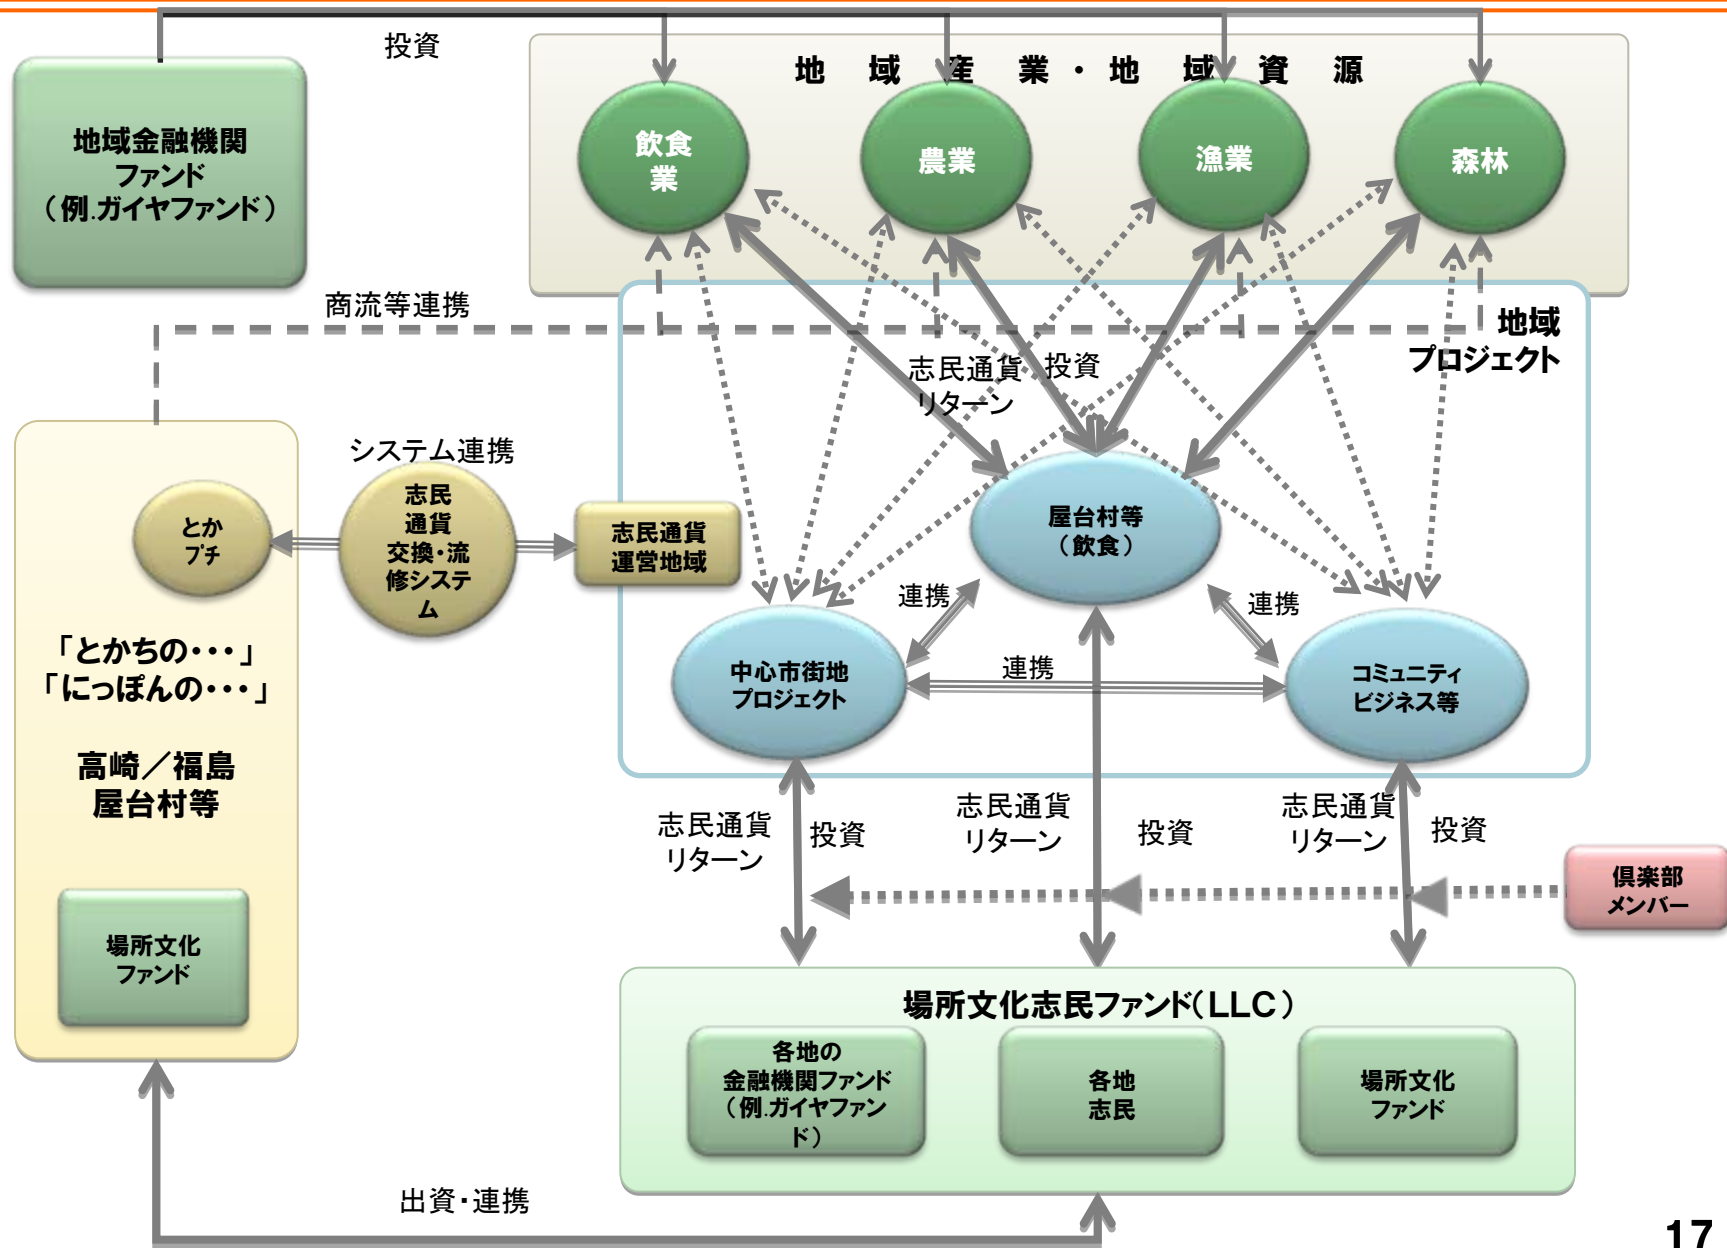 投資
地域産業・地域資源
地域金融機関
ファンド
（例.ガイヤファンド）
飲食
業
農業
漁業
森林
商流等連携
地域
プロジェクト
志民通貨
リターン
投資
システム連携
志民
通貨
交換・流
修システ
ム
とか
プチ
志民通貨
運営地域
屋台村等
（飲食）
連携
連携
連携
中心市街地
プロジェクト
コミュニティ
ビジネス等
「とかちの・・・」
「にっぽんの・・・」
高崎／福島
屋台村等
場所文化
ファンド
志民通貨
リターン
投資
志民通貨
リターン
投資
志民通貨
リターン
投資
倶楽部
メンバー
場所文化志民ファンド(LLC)
各地の
金融機関ファンド
（例.ガイヤファン
ド）
各地
志民
場所文化
ファンド
出資・連携
17